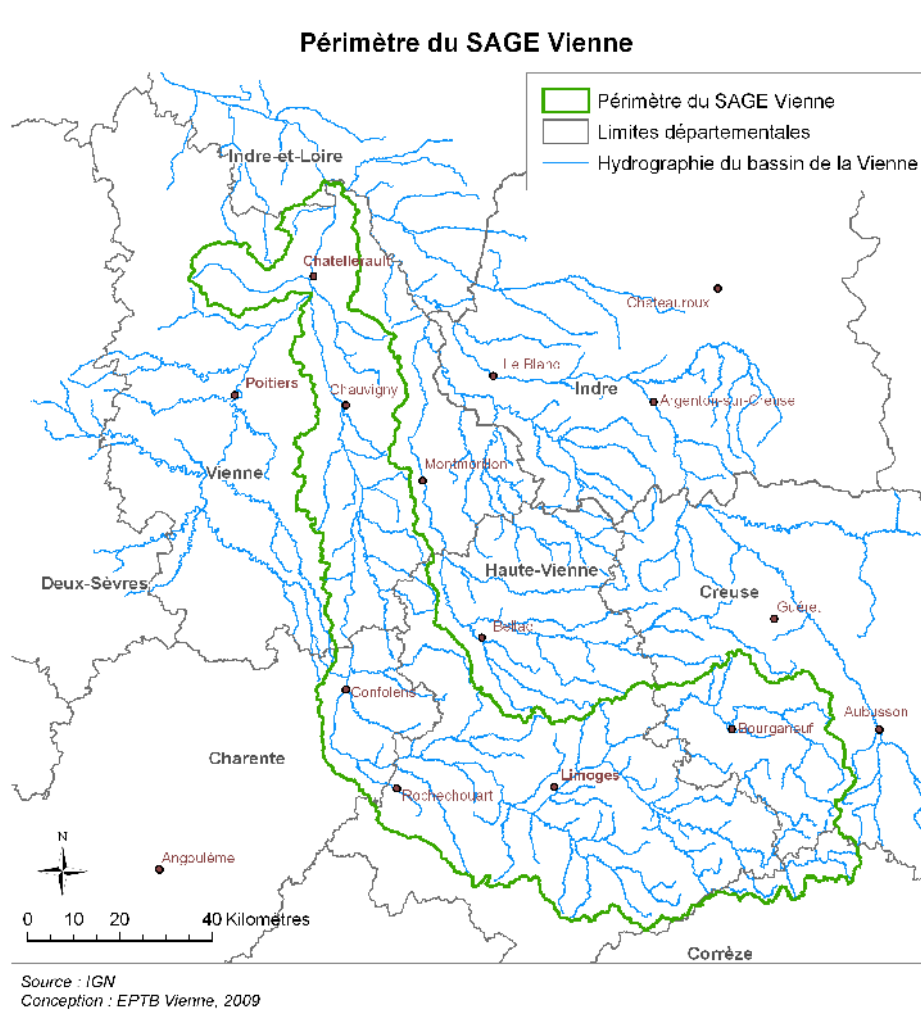 Périmètre du SAGE Vienne
Périmètre du SAGE Vienne
Limites départementales
Hydrographie du bassin de la Vienne
Indre-et-Loire
Chatellerault
Chateauroux
Le Blanc
Indre
Poitiers
Chauvigny
Argenton-sur-Creuse
Montmorillon
Vienne
Haute-Vienne
Deux-Sèvres
Creuse
Guéret
Bellac
Confolens
Aubusson
Bourganeuf
Charente
Limoges
Rochechouart
N
Angoulême
0 10 20 40 Kilomètres
Corrèze
Source : IGN
Conception : EPTB Vienne, 2009